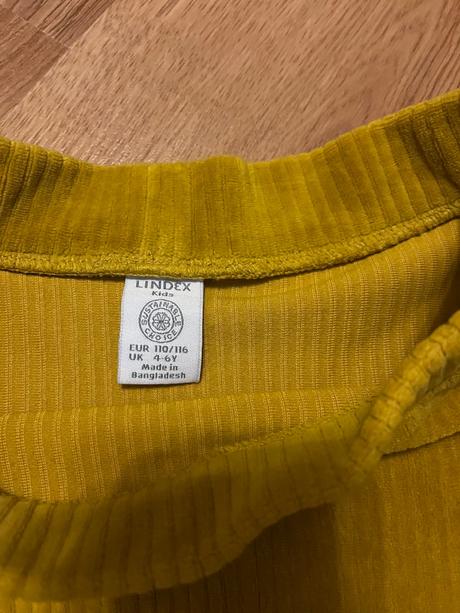 LINDEX
Kids
SUSTAINABLE
CHOICE
EUR 110/116
UK 4-6Y
Made in
Bangladesh